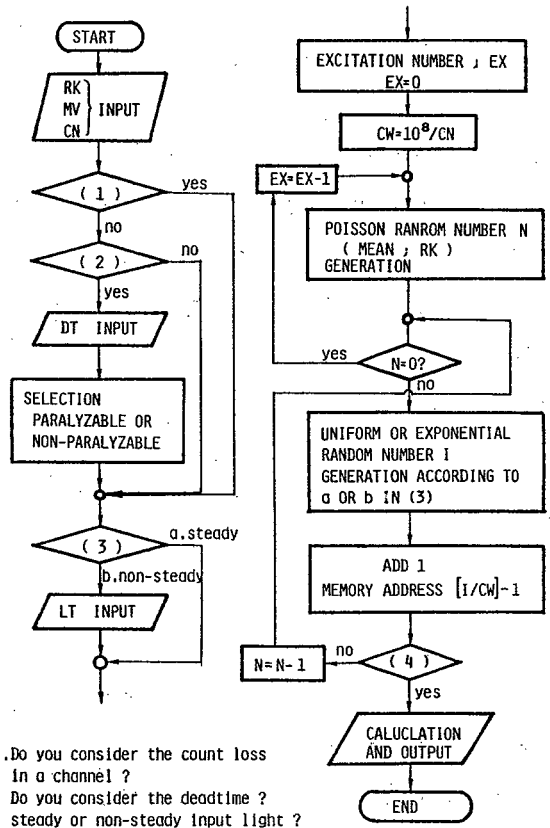 START
RK
MV
CN
INPUT
( 1 )
yes
no
( 2 )
no
yes
DT INPUT
SELECTION
PARALYZABLE OR
NON-PARALYZABLE
( 3 )
a.steady
b.non-steady
LT INPUT
.Do you consider the count loss
in a channel ?
Do you consider the deadtime ?
steady or non-steady input light ?
EXCITATION NUMBER ; EX
EX=0
CW=10⁸/CN
EX=EX-1
POISSON RANROM NUMBER N
( MEAN ; RK )
GENERATION
yes
N=0?
no
UNIFORM OR EXPONENTIAL
RANDOM NUMBER I
GENERATION ACCORDING TO
a OR b IN (3)
ADD 1
MEMORY ADDRESS [I/CW]-1
N=N-1
no
( 4 )
yes
CALUCLATION
AND OUTPUT
END